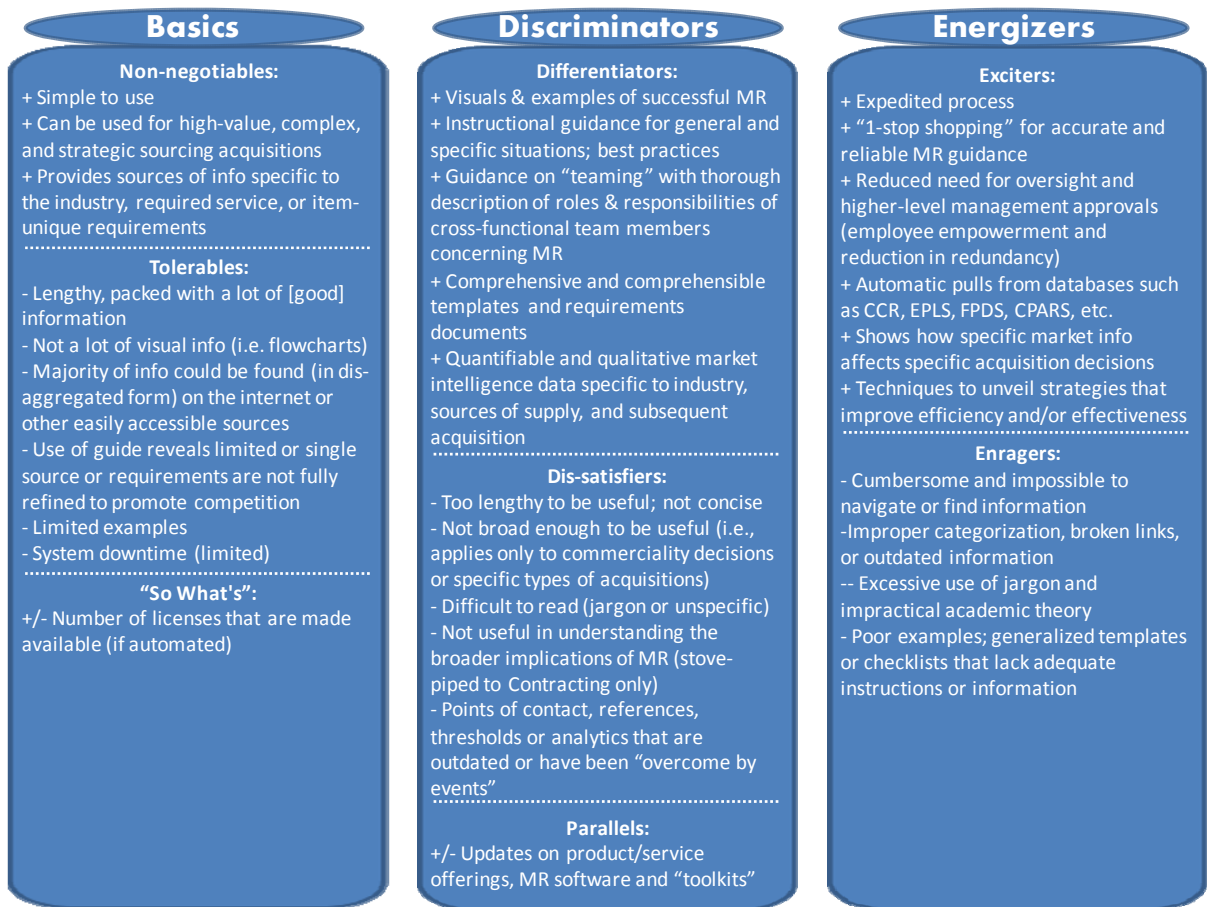 Basics
Non-negotiables:
+ Simple to use
+ Can be used for high-value, complex,
and strategic sourcing acquisitions
+ Provides sources of info specific to
the industry, required service, or item-
unique requirements
Tolerables:
- Lengthy, packed with a lot of [good]
information
- Not a lot of visual info (i.e. flowcharts)
- Majority of info could be found (in dis-
aggregated form) on the internet or
other easily accessible sources
- Use of guide reveals limited or single
source or requirements are not fully
refined to promote competition
- Limited examples
- System downtime (limited)
“So What's”:
+/- Number of licenses that are made
available (if automated)
Discriminators
Differentiators:
+ Visuals & examples of successful MR
+ Instructional guidance for general and
specific situations; best practices
+ Guidance on “teaming” with thorough
description of roles & responsibilities of
cross-functional team members
concerning MR
+ Comprehensive and comprehensible
templates and requirements
documents
+ Quantifiable and qualitative market
intelligence data specific to industry,
sources of supply, and subsequent
acquisition
Dis-satisfiers:
- Too lengthy to be useful; not concise
- Not broad enough to be useful (i.e.,
applies only to commerciality decisions
or specific types of acquisitions)
- Difficult to read (jargon or unspecific)
- Not useful in understanding the
broader implications of MR (stove-
piped to Contracting only)
- Points of contact, references,
thresholds or analytics that are
outdated or have been “overcome by
events”
Parallels:
+/- Updates on product/service
offerings, MR software and “toolkits”
Energizers
Exciters:
+ Expedited process
+ “1-stop shopping” for accurate and
reliable MR guidance
+ Reduced need for oversight and
higher-level management approvals
(employee empowerment and
reduction in redundancy)
+ Automatic pulls from databases such
as CCR, EPLS, FPDS, CPARS, etc.
+ Shows how specific market info
affects specific acquisition decisions
+ Techniques to unveil strategies that
improve efficiency and/or effectiveness
Enragers:
- Cumbersome and impossible to
navigate or find information
-Improper categorization, broken links,
or outdated information
-- Excessive use of jargon and
impractical academic theory
- Poor examples; generalized templates
or checklists that lack adequate
instructions or information